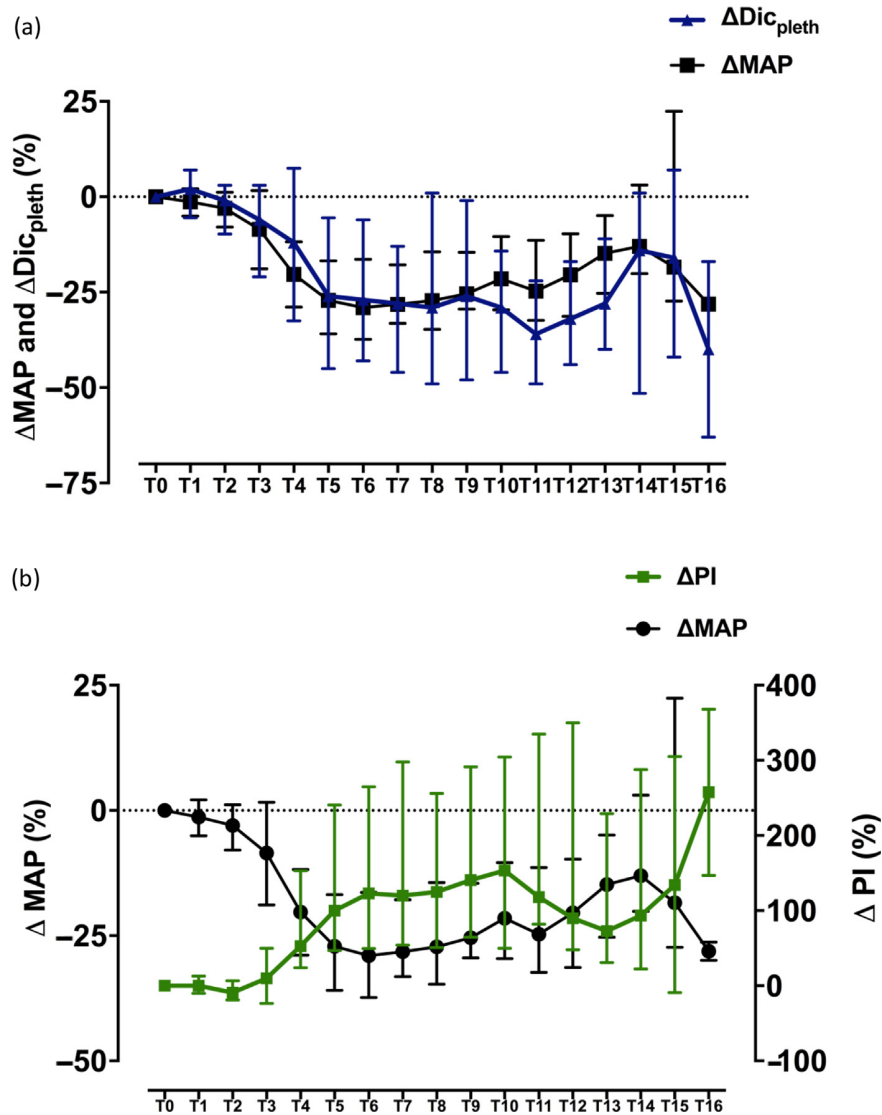 (a)
ΔDicpleth
ΔMAP
ΔMAP and ΔDicpleth (%)
25
0
−25
−50
−75
T0 T1 T2 T3 T4 T5 T6 T7 T8 T9 T10 T11 T12 T13 T14 T15 T16
(b)
ΔPI
ΔMAP
Δ MAP (%)
25
0
−25
−50
400
300
200
100
0
−100
Δ PI (%)
T0 T1 T2 T3 T4 T5 T6 T7 T8 T9 T10 T11 T12 T13 T14 T15 T16